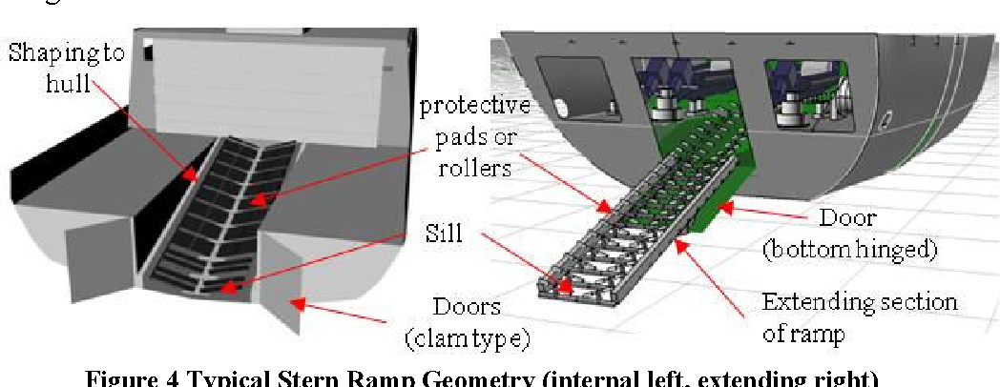 Shaping to
hull
protective
pads or
rollers
Sill
Doors
(clam type)
Door
(bottom hinged)
Extending section
of ramp
Figure 4 Typical Stern Ramp Geometry (internal left, extending right)